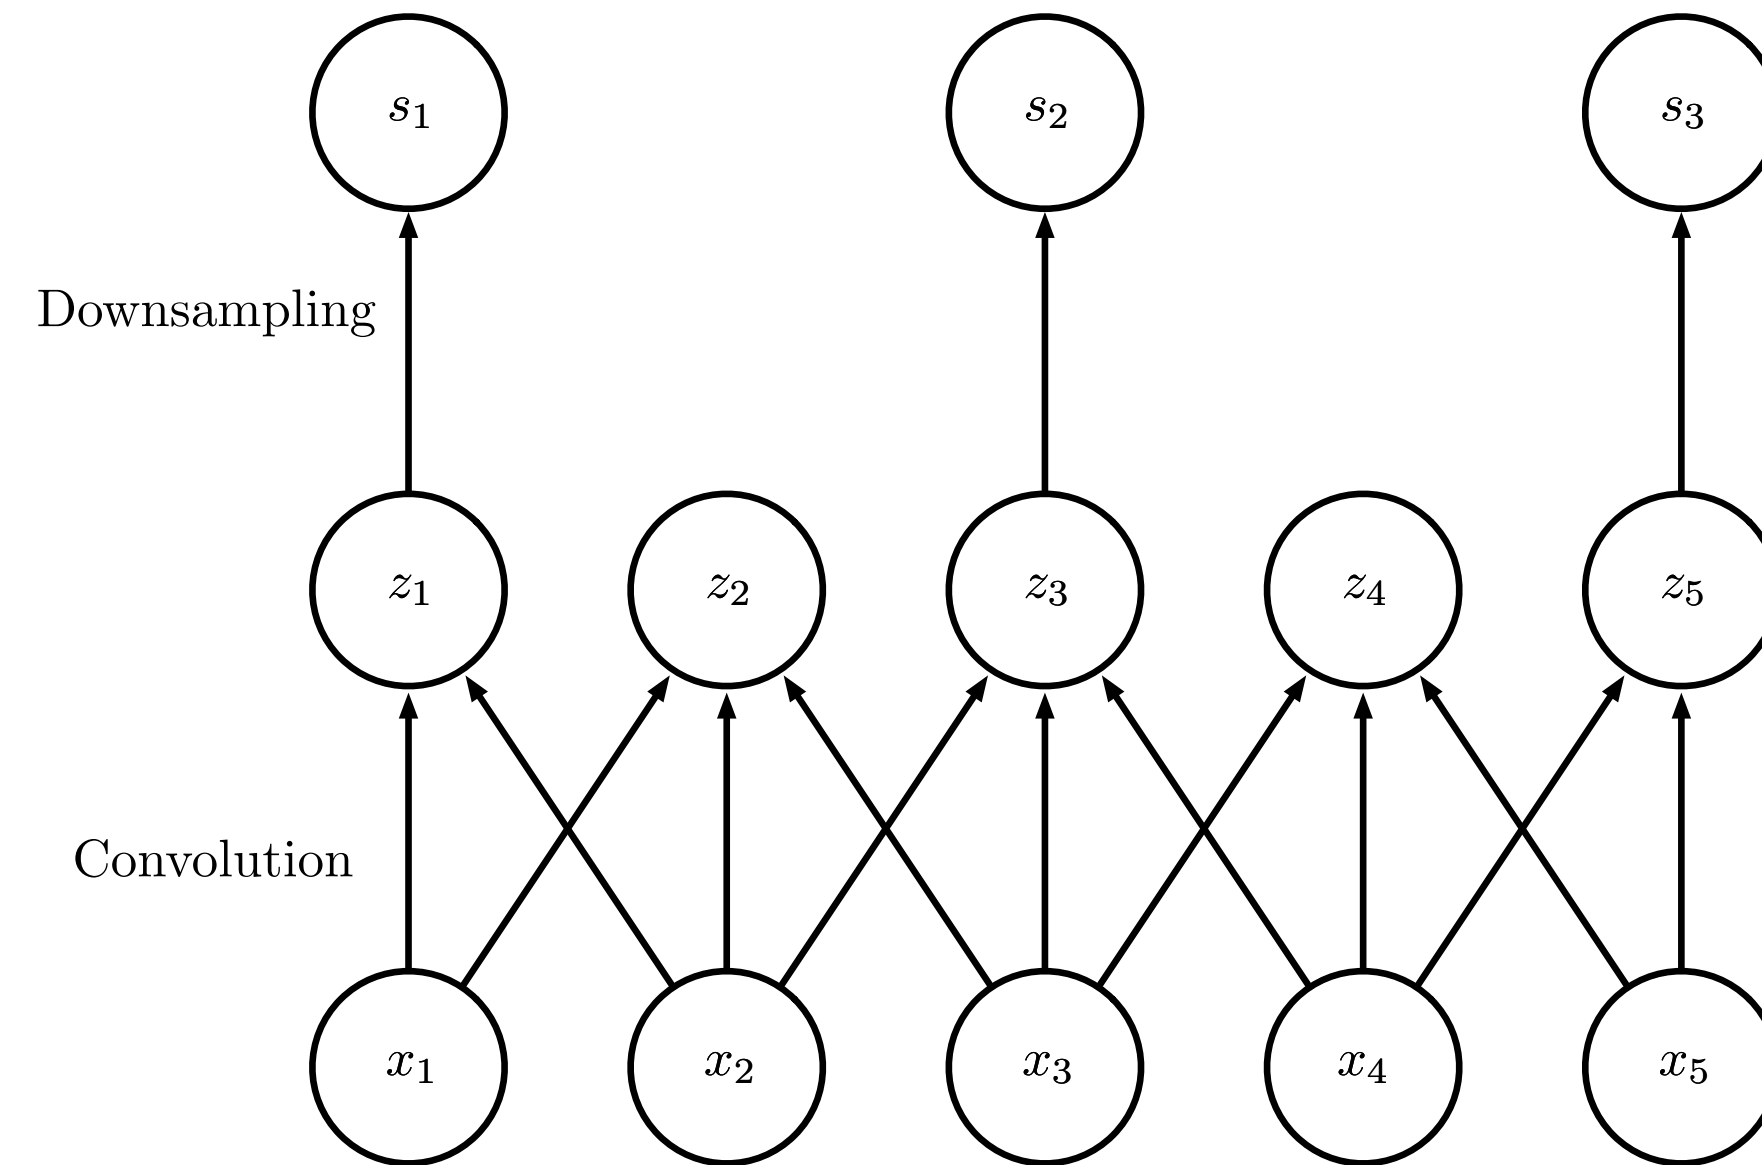 s₁ s₂ s₃
Downsampling
z₁ z₂ z₃ z₄ z₅
Convolution
x₁ x₂ x₃ x₄ x₅